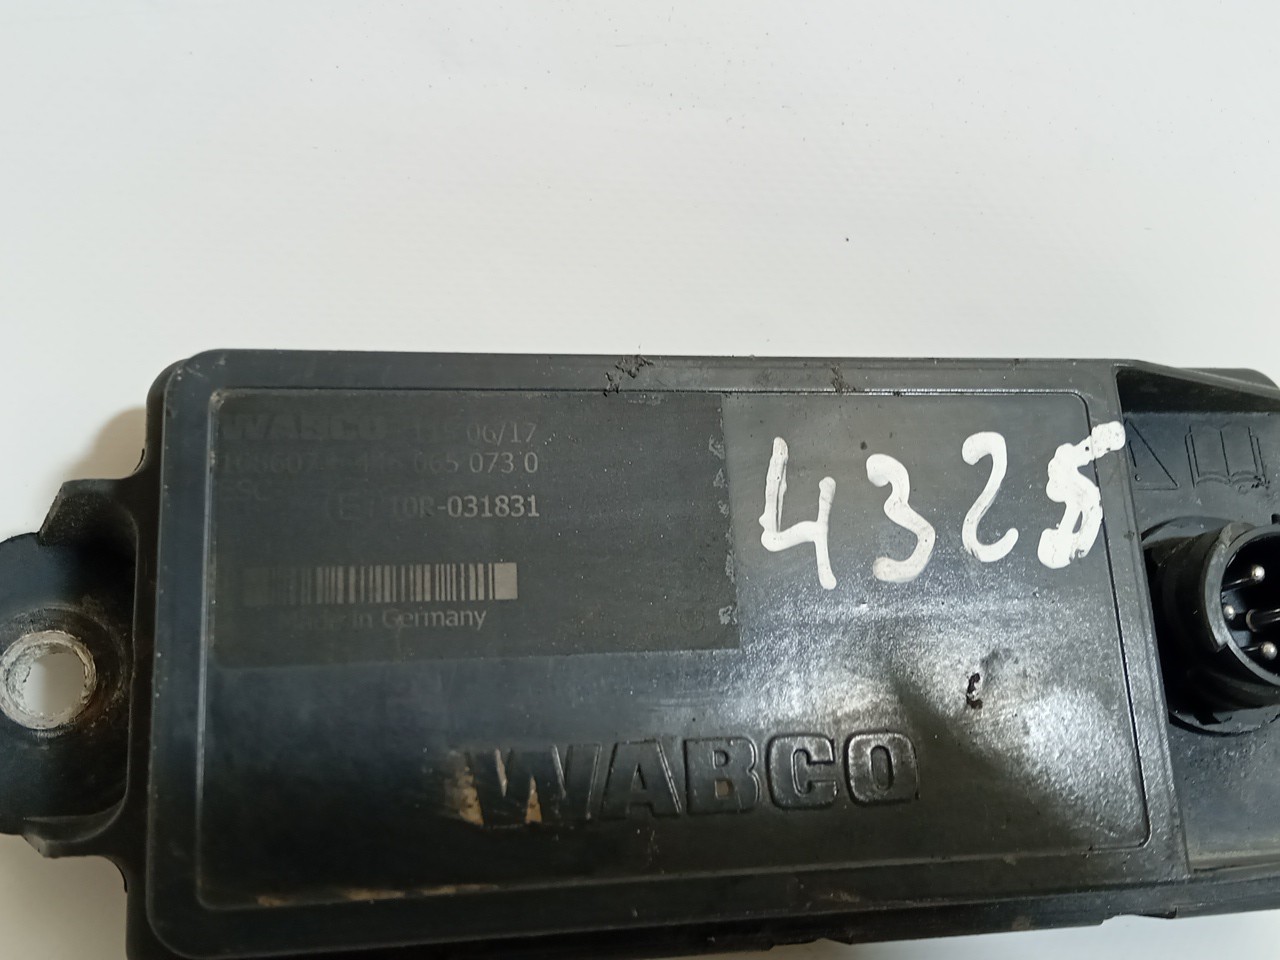 WABCO 06/17
065 073 0
10R-031831
Made in Germany
4325
WABCO